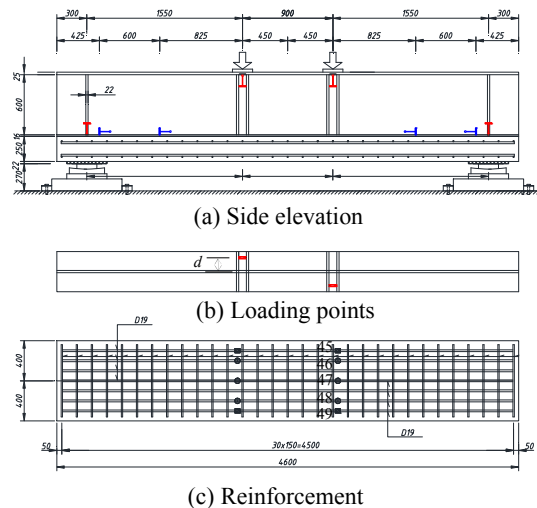 300 1550 900 1550 300
425 600 825 450 450 825 600 425
25
22
600
16
250
22
270
(a) Side elevation
d
(b) Loading points
D19
45
46
47
48
49
400
400
D19
50 30x150=4500 50
4600
(c) Reinforcement